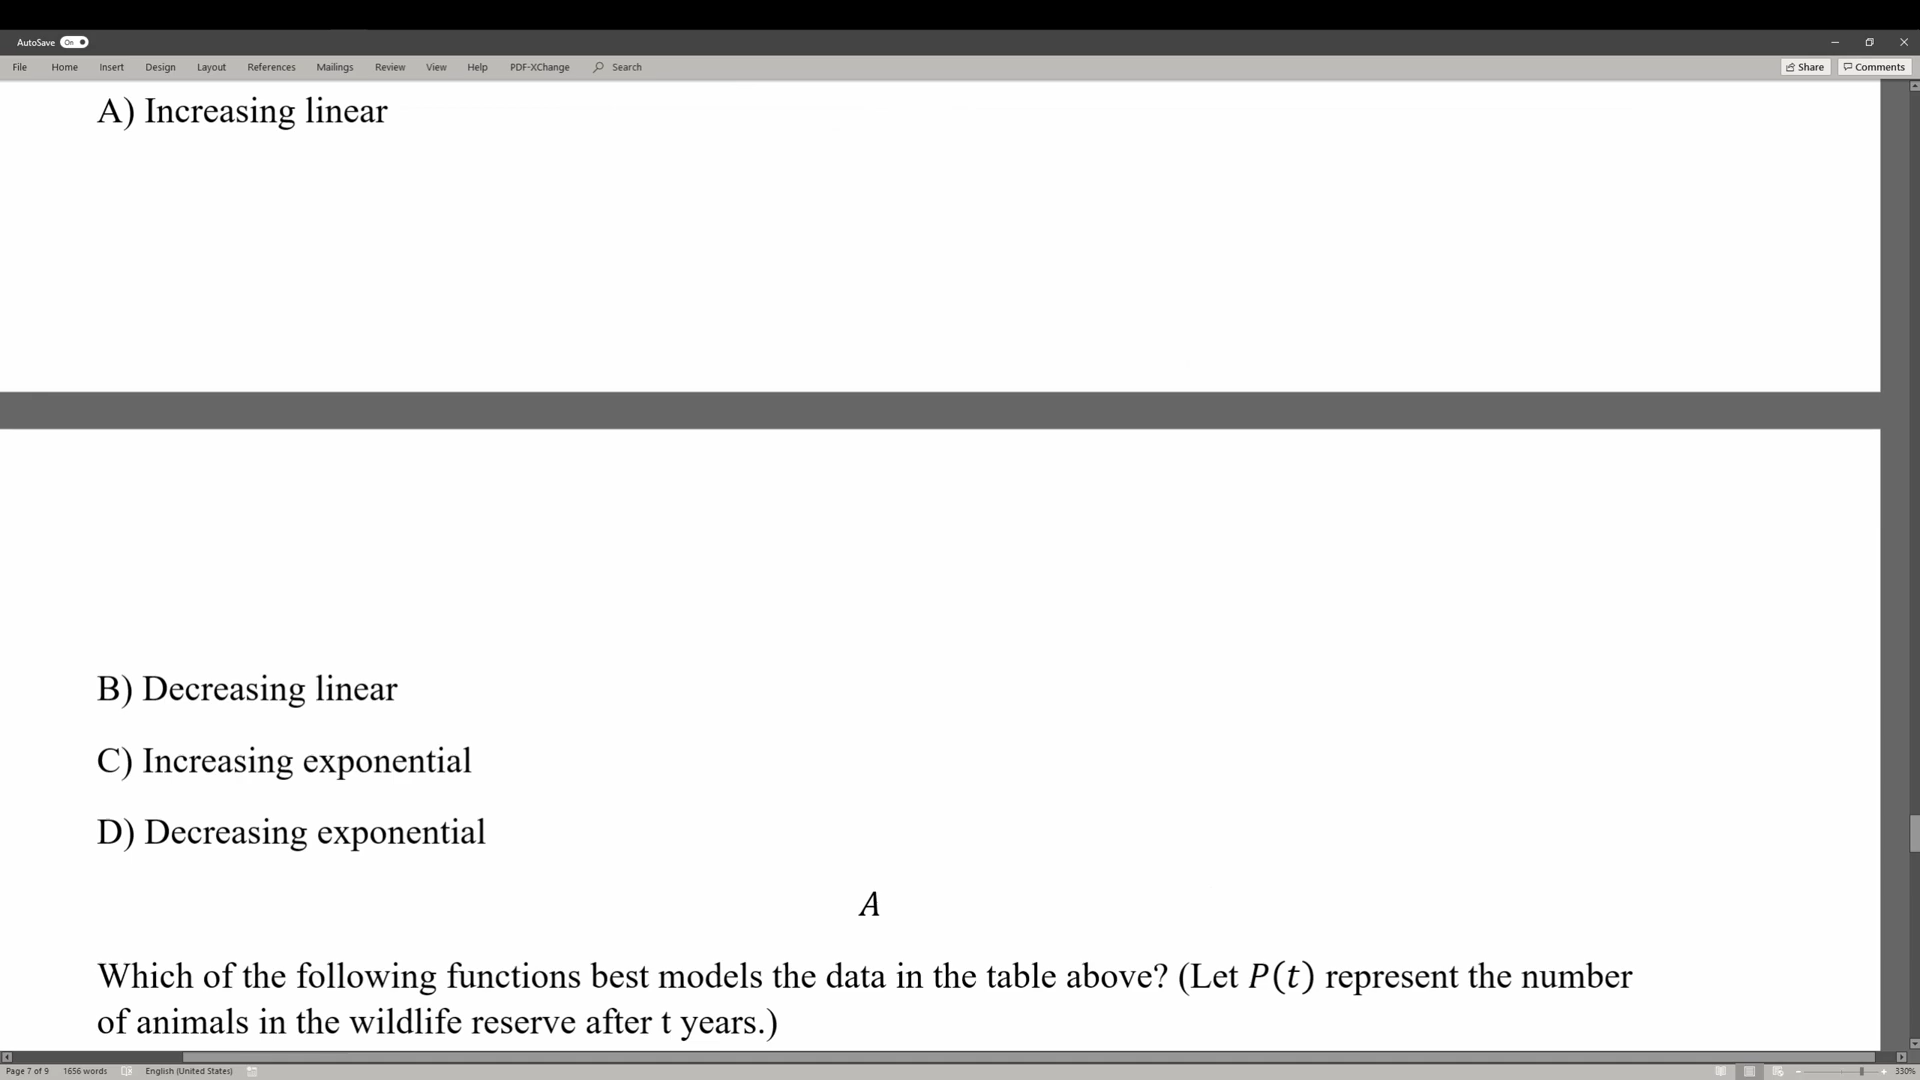 AutoSave On
File Home Insert Design Layout References Mailings Review View Help PDF-XChange Search Share Comments
A) Increasing linear
B) Decreasing linear
C) Increasing exponential
D) Decreasing exponential
A
Which of the following functions best models the data in the table above? (Let P(t) represent the number
of animals in the wildlife reserve after t years.)
Page 7 of 9 1656 words English (United States) 330%